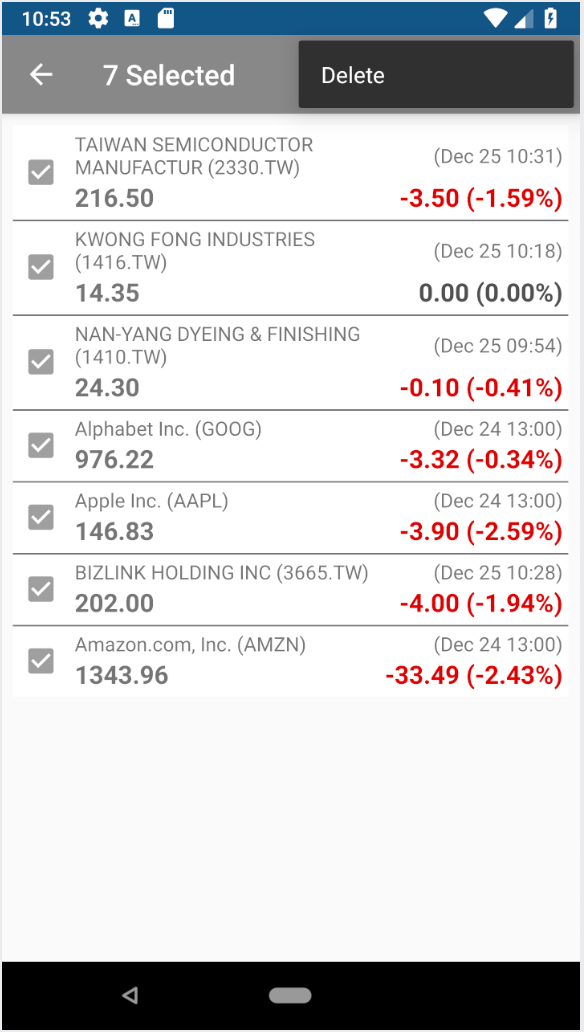 10:53
7 Selected
Delete
TAIWAN SEMICONDUCTOR
MANUFACTUR (2330.TW)
(Dec 25 10:31)
216.50
-3.50 (-1.59%)
KWONG FONG INDUSTRIES
(1416.TW)
(Dec 25 10:18)
14.35
0.00 (0.00%)
NAN-YANG DYEING & FINISHING
(1410.TW)
(Dec 25 09:54)
24.30
-0.10 (-0.41%)
Alphabet Inc. (GOOG)
(Dec 24 13:00)
976.22
-3.32 (-0.34%)
Apple Inc. (AAPL)
(Dec 24 13:00)
146.83
-3.90 (-2.59%)
BIZLINK HOLDING INC (3665.TW)
(Dec 25 10:28)
202.00
-4.00 (-1.94%)
Amazon.com, Inc. (AMZN)
(Dec 24 13:00)
1343.96
-33.49 (-2.43%)